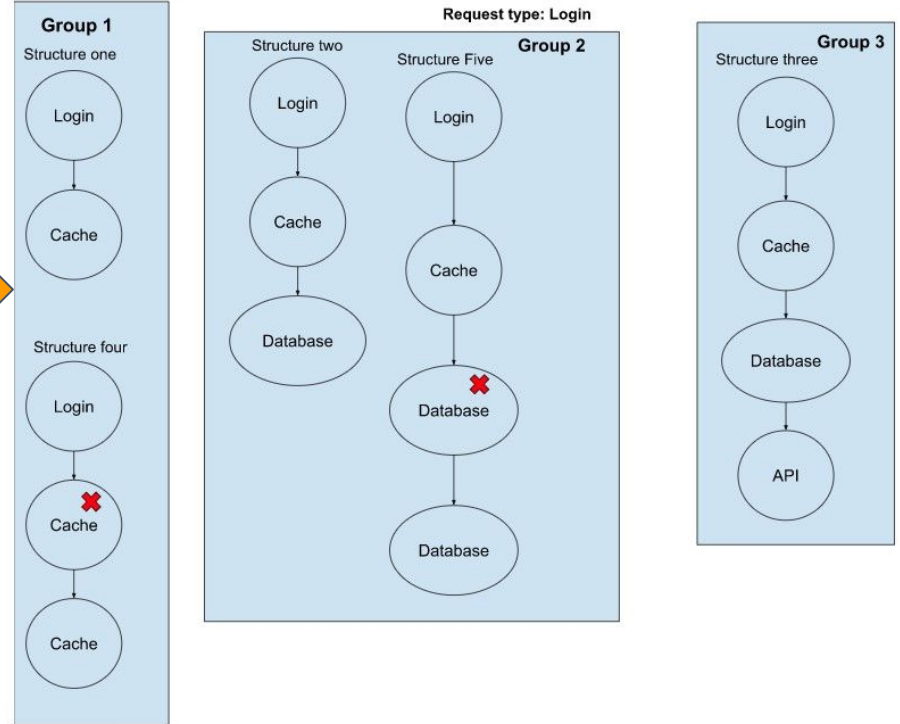 Request type: Login
Group 1
Structure one
Login
Cache
Structure four
Login
Cache
Cache
Group 2
Structure two
Login
Cache
Database
Structure Five
Login
Cache
Database
Database
Group 3
Structure three
Login
Cache
Database
API